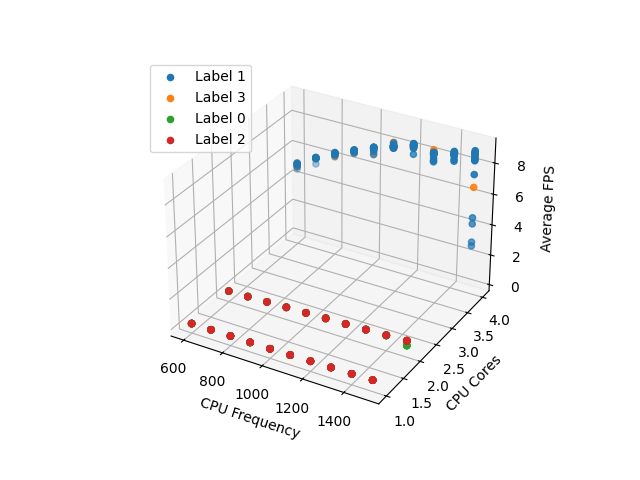 Label 1
Label 3
Label 0
Label 2
0
2
4
6
8
Average FPS
600
800
1000
1200
1400
CPU Frequency
1.0
1.5
2.0
2.5
3.0
3.5
4.0
CPU Cores